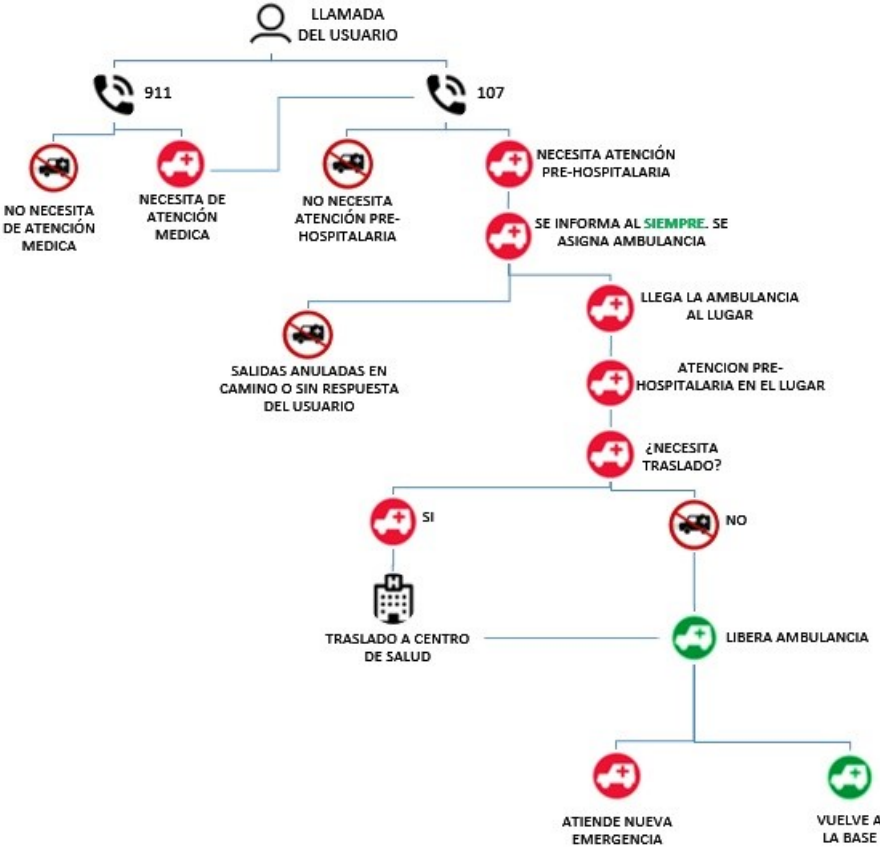 LLAMADA
DEL USUARIO
911
107
NO NECESITA
DE ATENCIÓN
MEDICA
NECESITA DE
ATENCIÓN
MEDICA
NO NECESITA
ATENCIÓN PRE-
HOSPITALARIA
NECESITA ATENCIÓN
PRE-HOSPITALARIA
SE INFORMA AL SIEMPRE. SE
ASIGNA AMBULANCIA
SALIDAS ANULADAS EN
CAMINO O SIN RESPUESTA
DEL USUARIO
LLEGA LA AMBULANCIA
AL LUGAR
ATENCION PRE-
HOSPITALARIA EN EL LUGAR
¿NECESITA
TRASLADO?
SI
NO
H
TRASLADO A CENTRO
DE SALUD
LIBERA AMBULANCIA
ATIENDE NUEVA
EMERGENCIA
VUELVE A
LA BASE